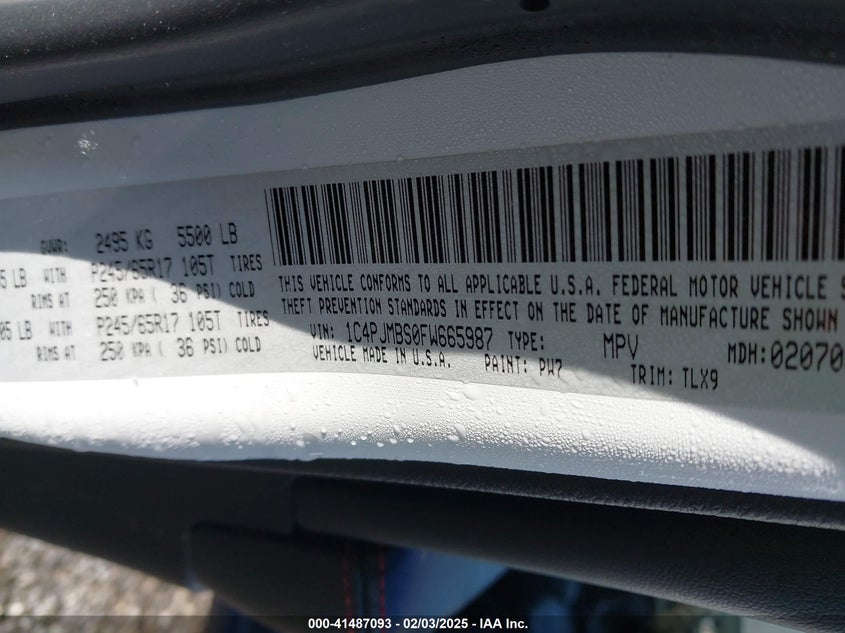 GVWR: 2495 KG 5500 LB
5 LB WITH P245/65R17 105T TIRES
RIMS AT 250 KPA ( 36 PSI) COLD
05 LB WITH P245/65R17 105T TIRES
RIMS AT 250 KPA ( 36 PSI) COLD
THIS VEHICLE CONFORMS TO ALL APPLICABLE U.S.A. FEDERAL MOTOR VEHICLE S
THEFT PREVENTION STANDARDS IN EFFECT ON THE DATE OF MANUFACTURE SHOWN
VIN: 1C4PJMBS0FW665987 TYPE: MPV MDH:02070
VEHICLE MADE IN U.S.A. PAINT: PW7 TRIM: TLX9
000-41487093 - 02/03/2025 - IAA Inc.